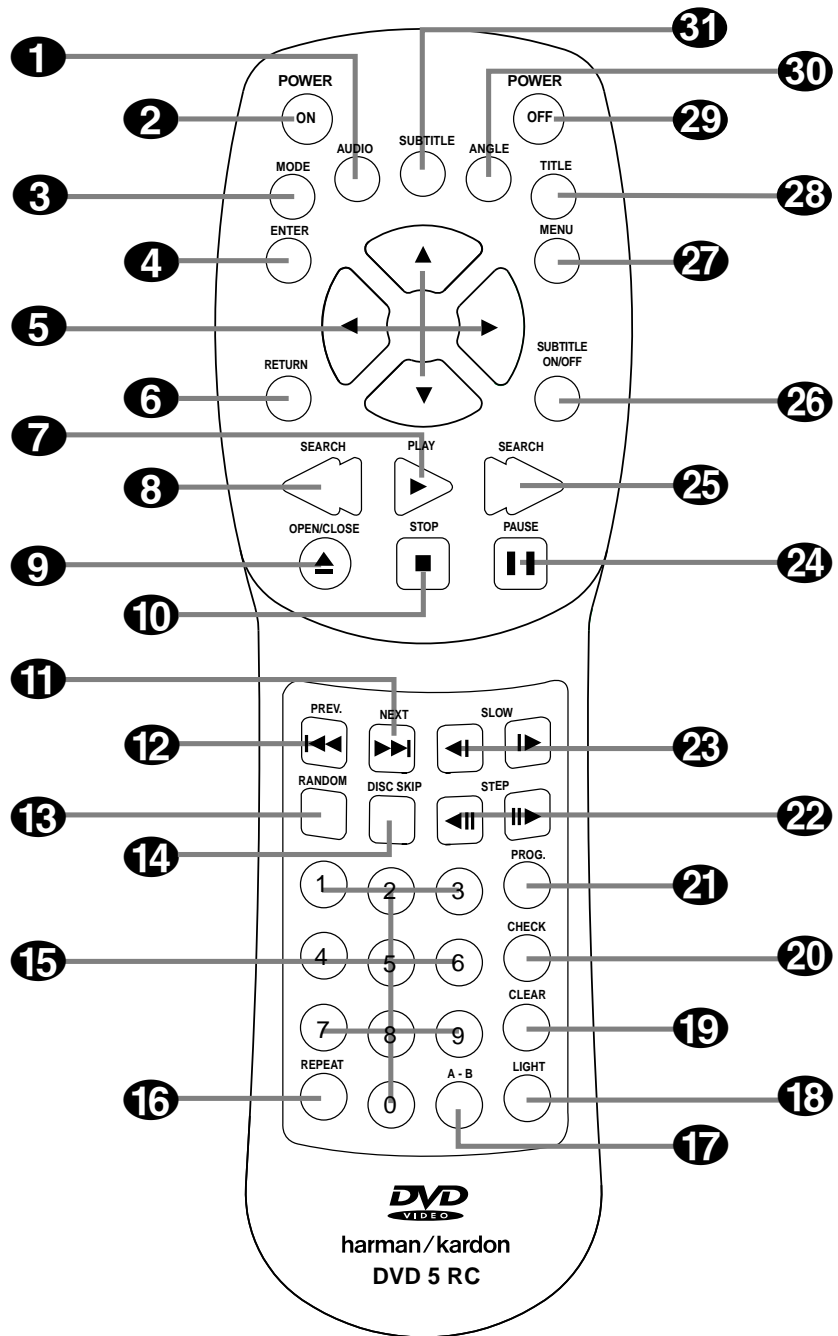 31
1
30
POWER
POWER
2
ON
OFF
29
AUDIO
SUBTITLE
ANGLE
MODE
TITLE
3
28
ENTER
MENU
4
27
5
SUBTITLE
ON/OFF
RETURN
6
26
7
SEARCH
PLAY
SEARCH
8
25
OPEN/CLOSE
STOP
PAUSE
9
24
10
11
PREV.
NEXT
SLOW
12
23
RANDOM
DISC SKIP
STEP
13
22
14
PROG.
1
2
3
21
CHECK
15
4
5
6
20
CLEAR
7
8
9
19
REPEAT
A - B
LIGHT
16
0
18
17
DVD
VIDEO
harman/kardon
DVD 5 RC